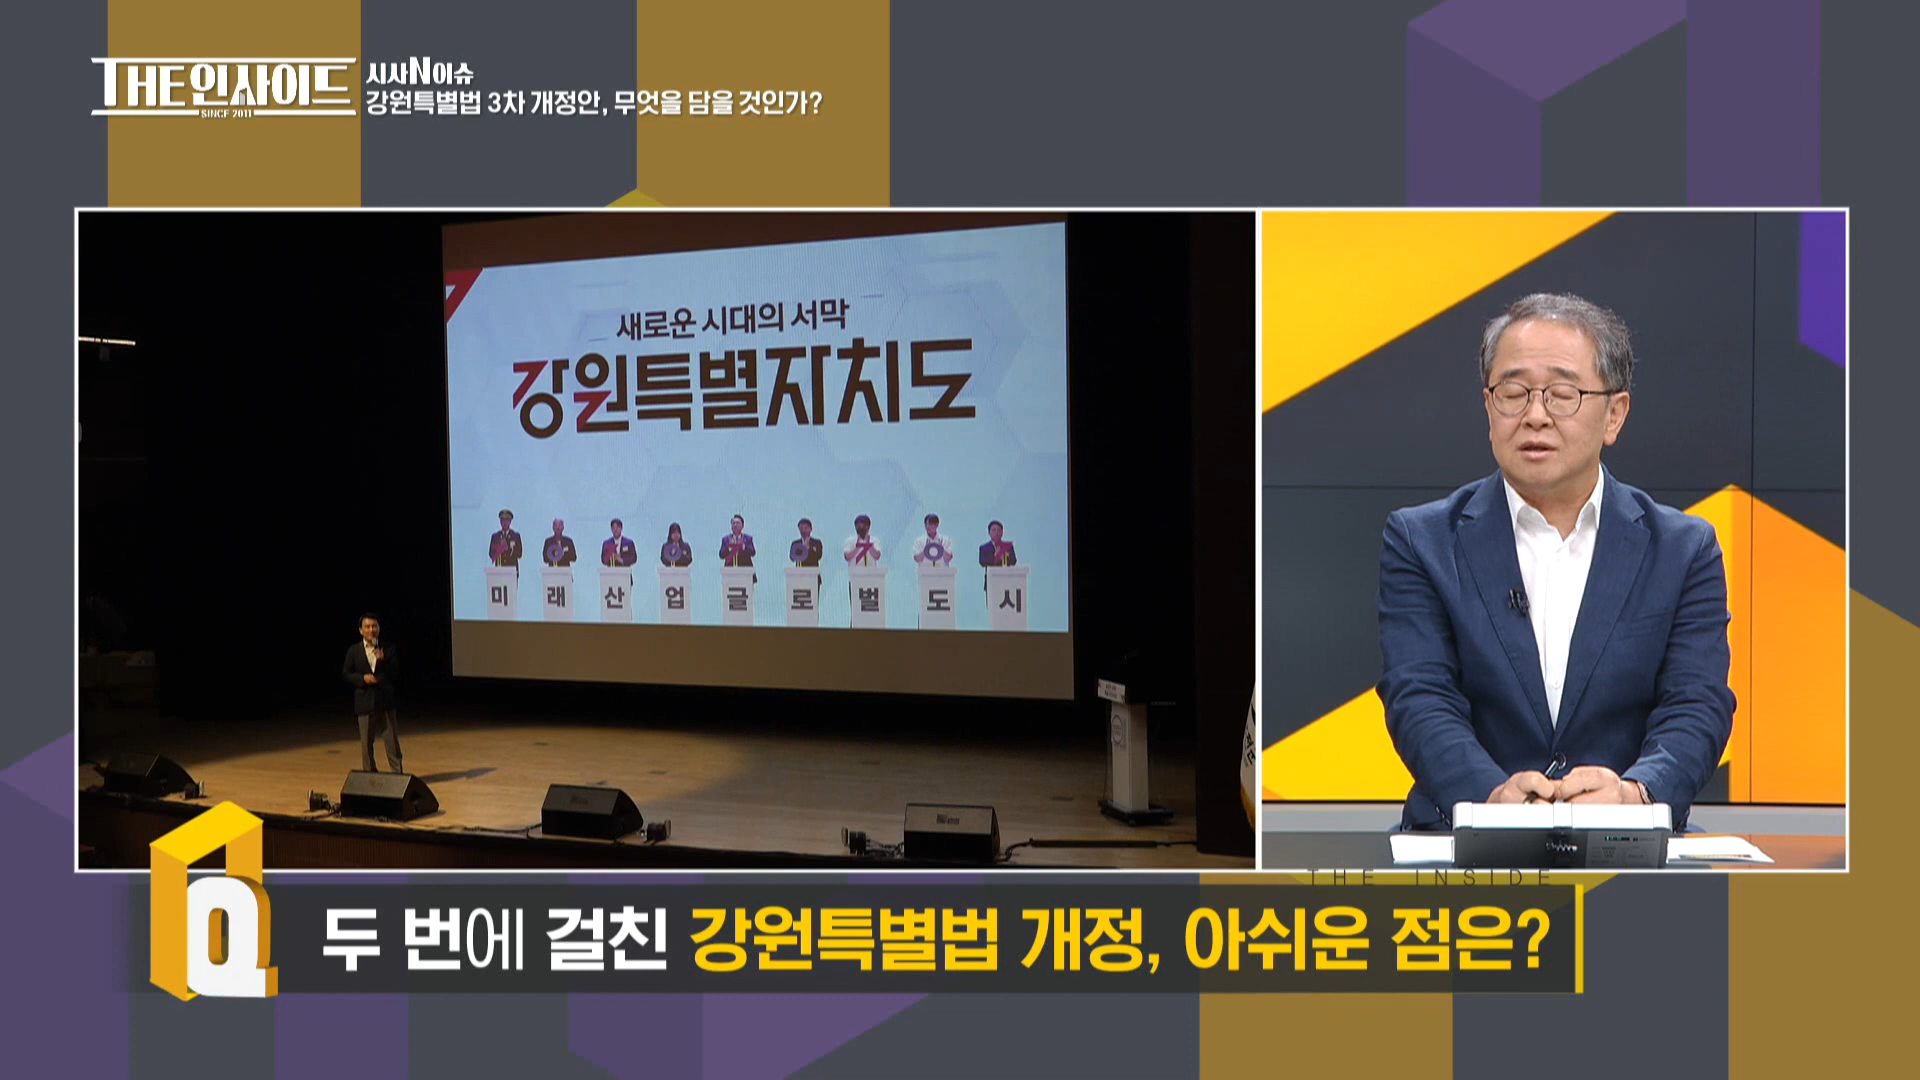 THE인사이드
SINCE 2011
시사N이슈
강원특별법 3차 개정안, 무엇을 담을 것인가?
새로운 시대의 서막
강원특별자치도
미래산업글로벌도시
THE INSIDE
Q
두 번에 걸친 강원특별법 개정, 아쉬운 점은?